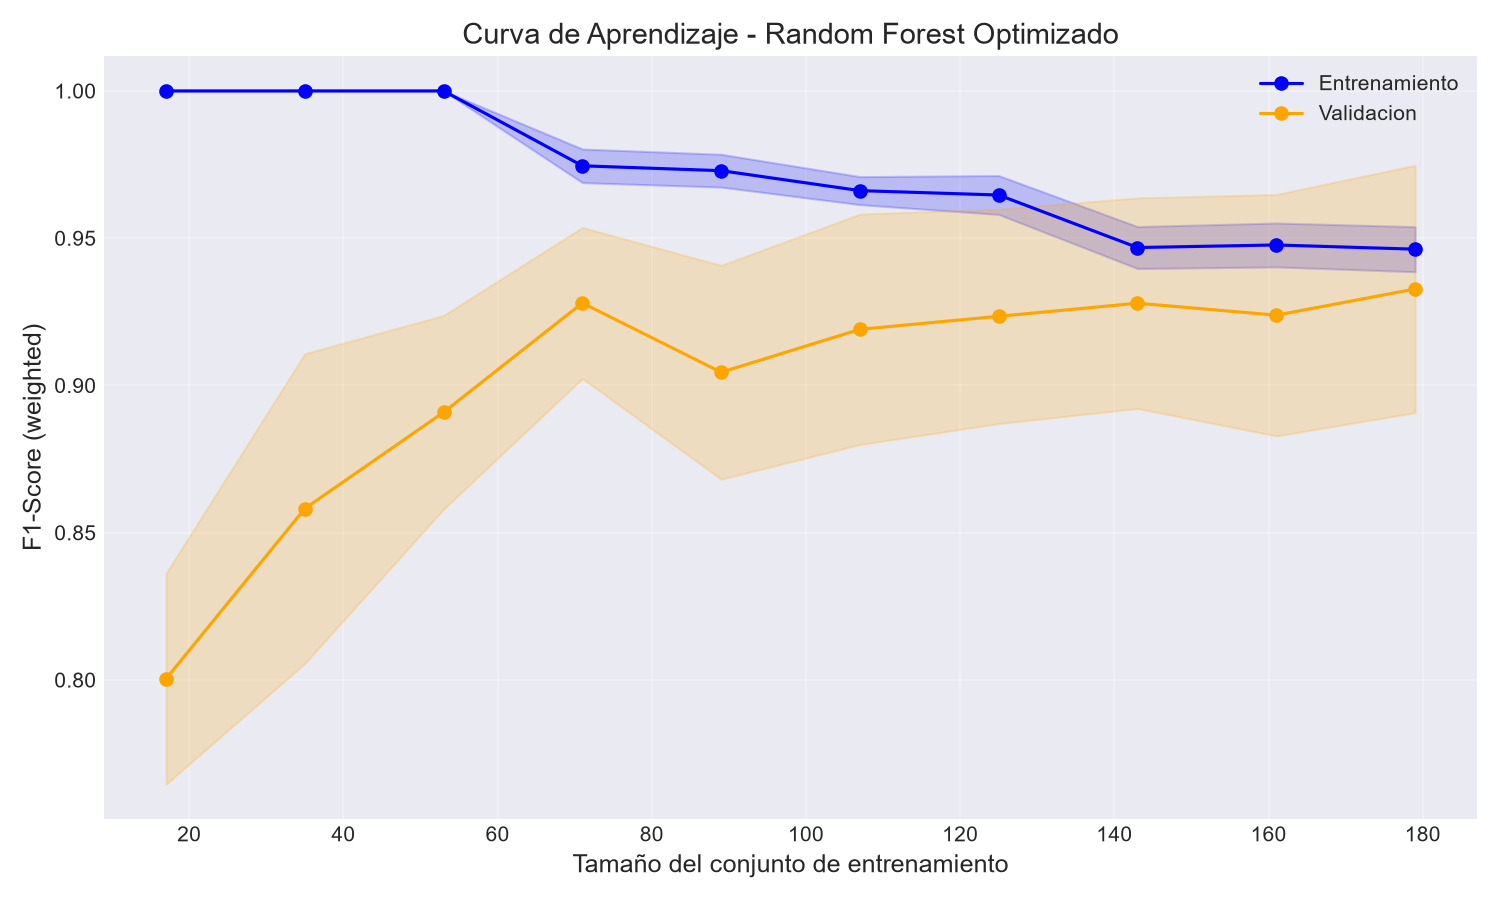 Curva de Aprendizaje - Random Forest Optimizado
Entrenamiento
Validacion
F1-Score (weighted)
1.00
0.95
0.90
0.85
0.80
20 40 60 80 100 120 140 160 180
Tamaño del conjunto de entrenamiento